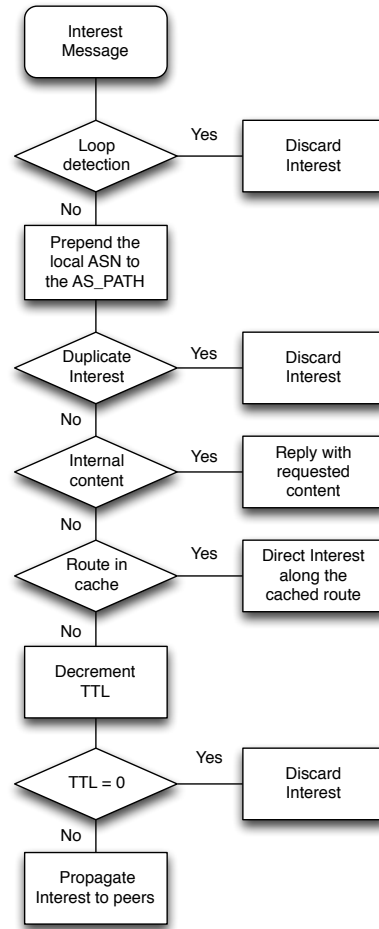 Interest
Message
Loop
detection
Yes
Discard
Interest
No
Prepend the
local ASN to
the AS_PATH
Duplicate
Interest
Yes
Discard
Interest
No
Internal
content
Yes
Reply with
requested
content
No
Route in
cache
Yes
Direct Interest
along the
cached route
No
Decrement
TTL
TTL = 0
Yes
Discard
Interest
No
Propagate
Interest to peers